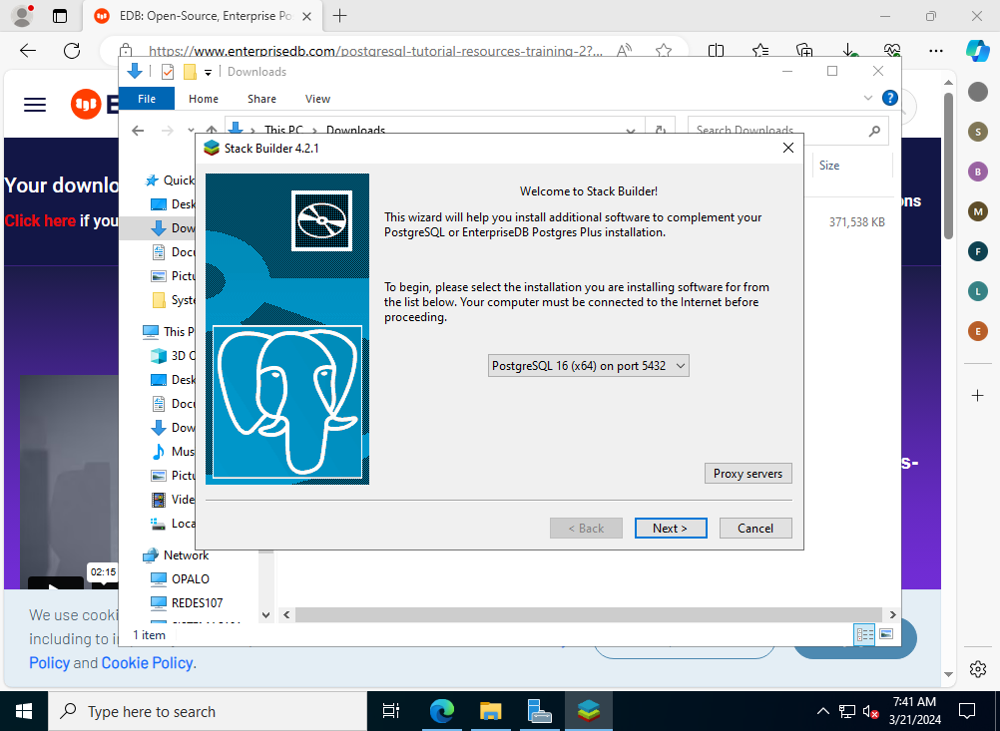 EDB: Open-Source, Enterprise Po
https://www.enterprisedb.com/postgresql-tutorial-resources-training-2?...
Downloads
File
Home
Share
View
This PC
Downloads
Search Downloads
Stack Builder 4.2.1
Size
371,538 KB
Quick
Desk
Dow
Docu
Pictu
Syste
This P
3D O
Desk
Docu
Dow
Mus
Pictu
Vide
Loca
Network
OPALO
REDES107
1 item
Welcome to Stack Builder!
This wizard will help you install additional software to complement your
PostgreSQL or EnterpriseDB Postgres Plus installation.
To begin, please select the installation you are installing software for from
the list below. Your computer must be connected to the Internet before
proceeding.
PostgreSQL 16 (x64) on port 5432
Proxy servers
< Back
Next >
Cancel
Your downlo
Click here if you
ons
s-
02:15
We use cooki
including to i
Policy and Cookie Policy.
S
B
M
F
L
E
Type here to search
7:41 AM
3/21/2024